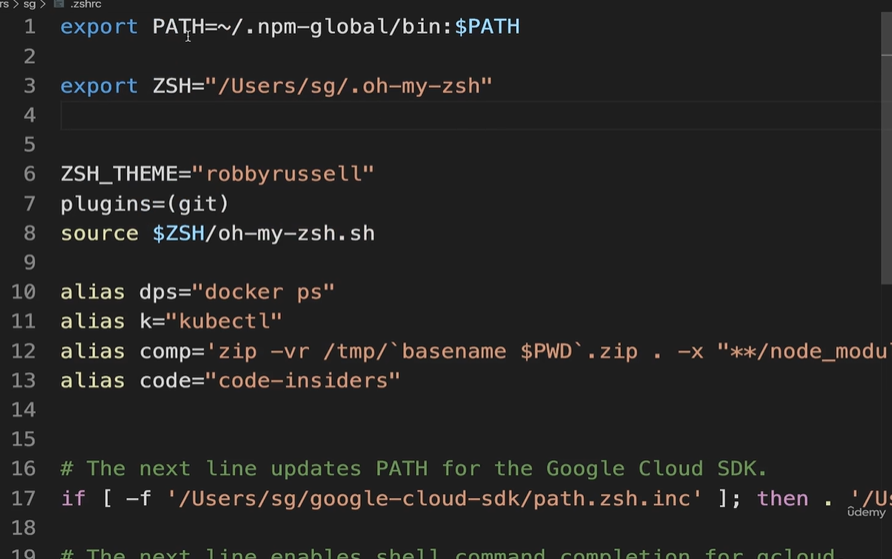 rs > sg > .zshrc
1 export PATH=~/.npm-global/bin:$PATH
2
3 export ZSH="/Users/sg/.oh-my-zsh"
4
5
6 ZSH_THEME="robbyrussell"
7 plugins=(git)
8 source $ZSH/oh-my-zsh.sh
9
10 alias dps="docker ps"
11 alias k="kubectl"
12 alias comp='zip -vr /tmp/`basename $PWD`.zip . -x "**/node_modu
13 alias code="code-insiders"
14
15
16 # The next line updates PATH for the Google Cloud SDK.
17 if [ -f '/Users/sg/google-cloud-sdk/path.zsh.inc' ]; then . '/Us
18
19 # The next line enables shell command completion for gcloud.
ûdemy